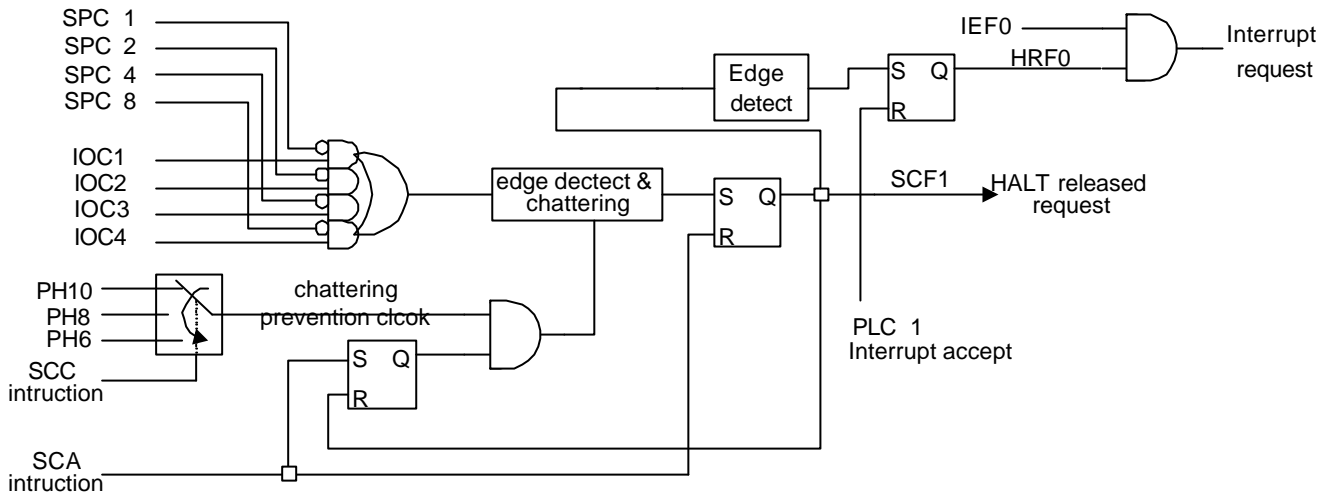 SPC 1
SPC 2
SPC 4
SPC 8
IOC1
IOC2
IOC3
IOC4
PH10
PH8
PH6
SCC
intruction
SCA
intruction
chattering
prevention clcok
S Q
R
edge dectect &
chattering
S Q
R
Edge
detect
S Q
R
IEF0
HRF0
Interrupt
request
SCF1
HALT released
request
PLC 1
Interrupt accept